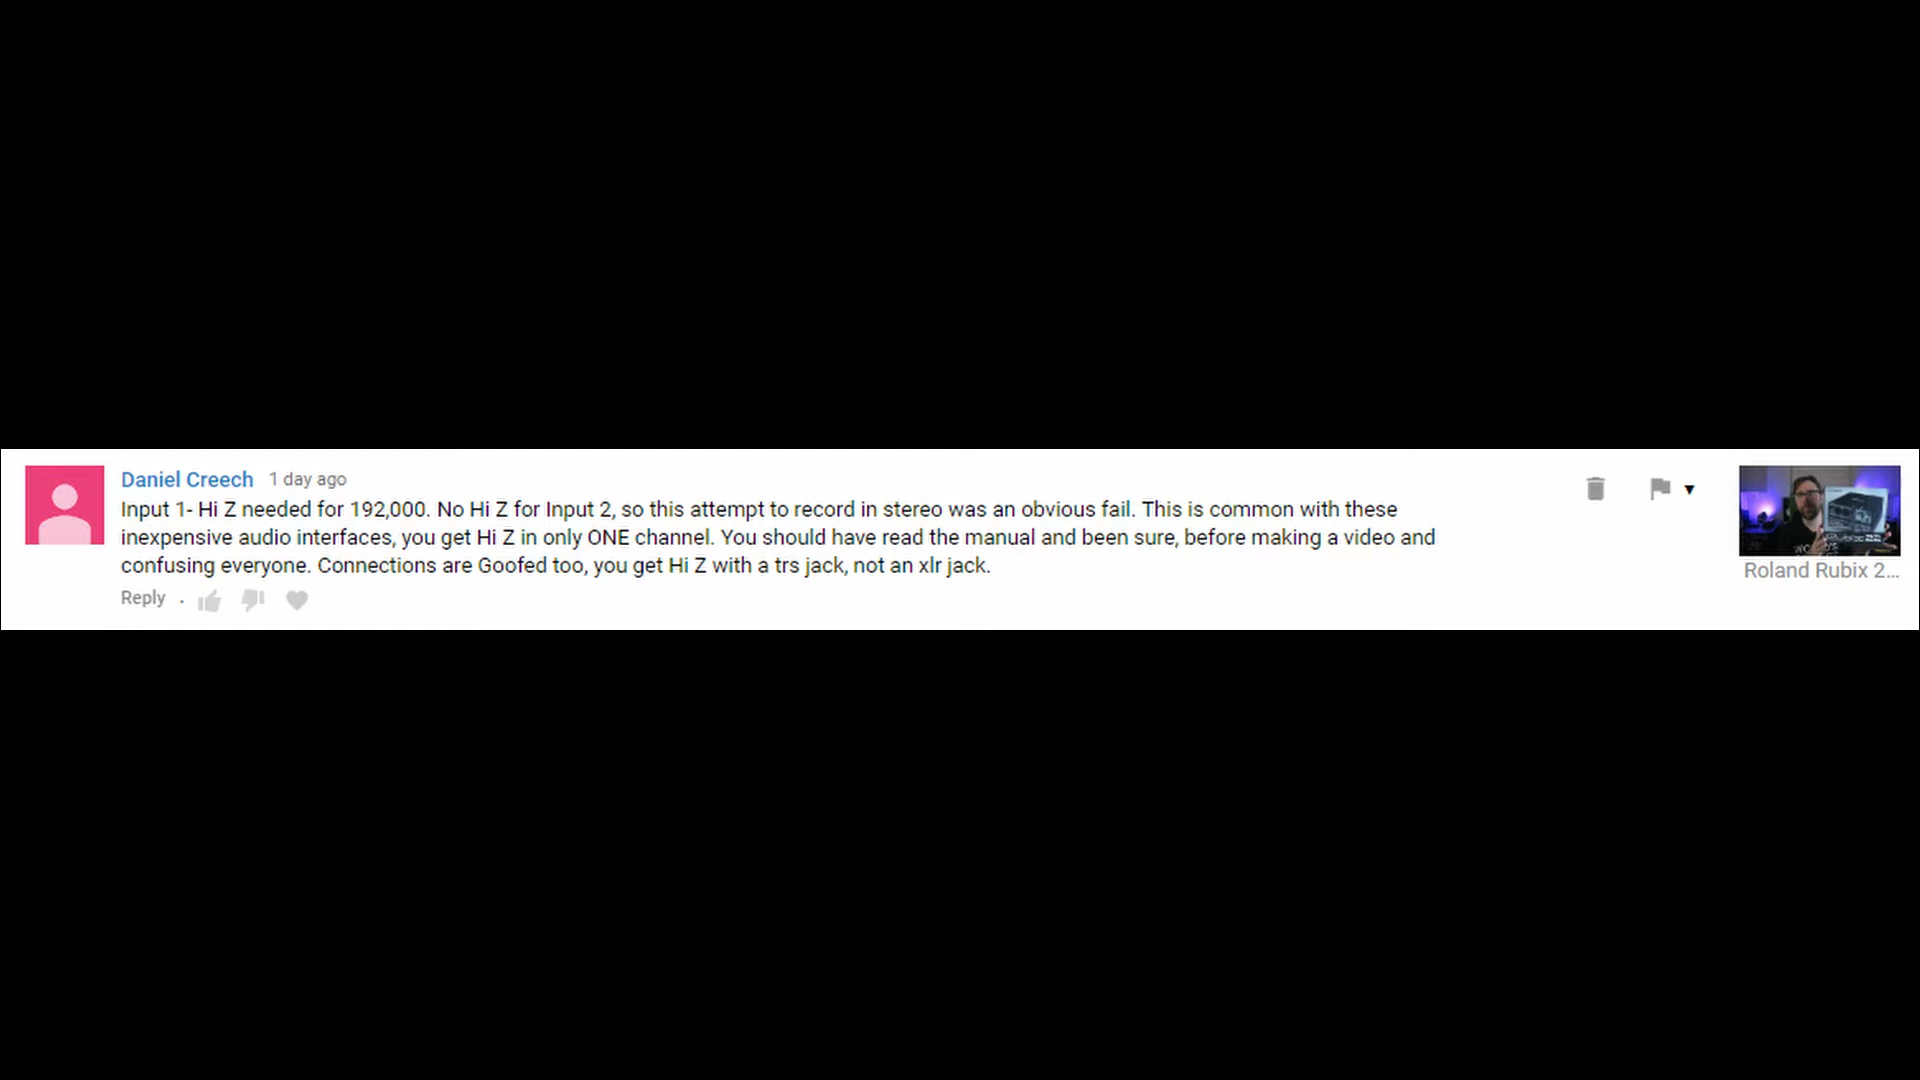 Daniel Creech 1 day ago
Input 1- Hi Z needed for 192,000. No Hi Z for Input 2, so this attempt to record in stereo was an obvious fail. This is common with these
inexpensive audio interfaces, you get Hi Z in only ONE channel. You should have read the manual and been sure, before making a video and
confusing everyone. Connections are Goofed too, you get Hi Z with a trs jack, not an xlr jack.
Reply .
Roland Rubix 2...